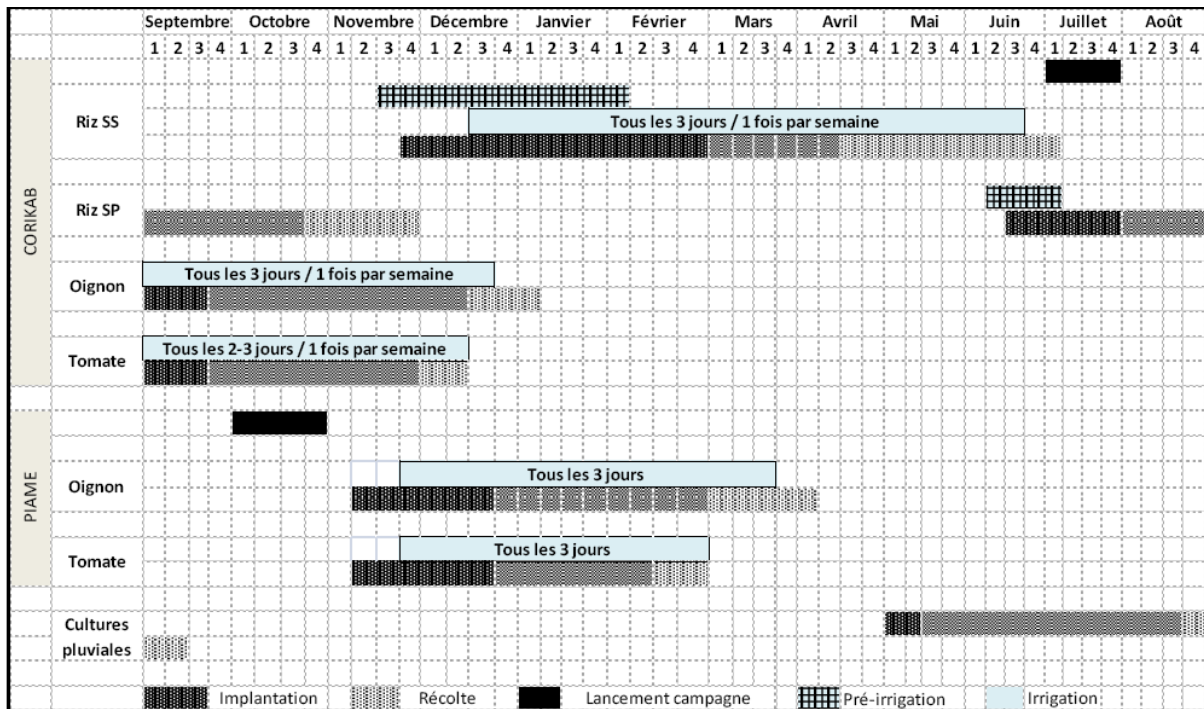 Septembre Octobre Novembre Décembre Janvier Février Mars Avril Mai Juin Juillet Août
1 2 3 4 1 2 3 4 1 2 3 4 1 2 3 4 1 2 3 4 1 2 3 4 1 2 3 4 1 2 3 4 1 2 3 4 1 2 3 4 1 2 3 4 1 2 3 4
CORIKAB
Riz SS
Tous les 3 jours / 1 fois par semaine
Riz SP
Oignon
Tous les 3 jours / 1 fois par semaine
Tomate
Tous les 2-3 jours / 1 fois par semaine
PIAME
Oignon
Tous les 3 jours
Tomate
Tous les 3 jours
Cultures
pluviales
Implantation Récolte Lancement campagne Pré-irrigation Irrigation